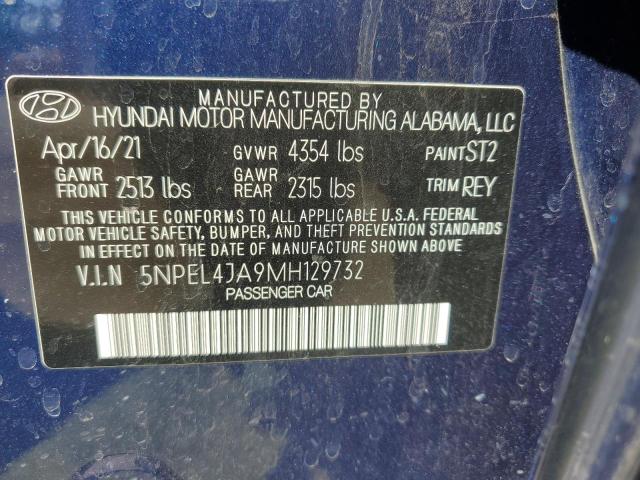 MANUFACTURED BY
HYUNDAI MOTOR MANUFACTURING ALABAMA, LLC
Apr/16/21 GVWR 4354 lbs PAINT ST2
GAWR FRONT 2513 lbs GAWR REAR 2315 lbs TRIM REY
THIS VEHICLE CONFORMS TO ALL APPLICABLE U.S.A. FEDERAL
MOTOR VEHICLE SAFETY, BUMPER, AND THEFT PREVENTION STANDARDS
IN EFFECT ON THE DATE OF MANUFACTURE SHOWN ABOVE.
V.I.N 5NPEL4JA9MH129732
PASSENGER CAR